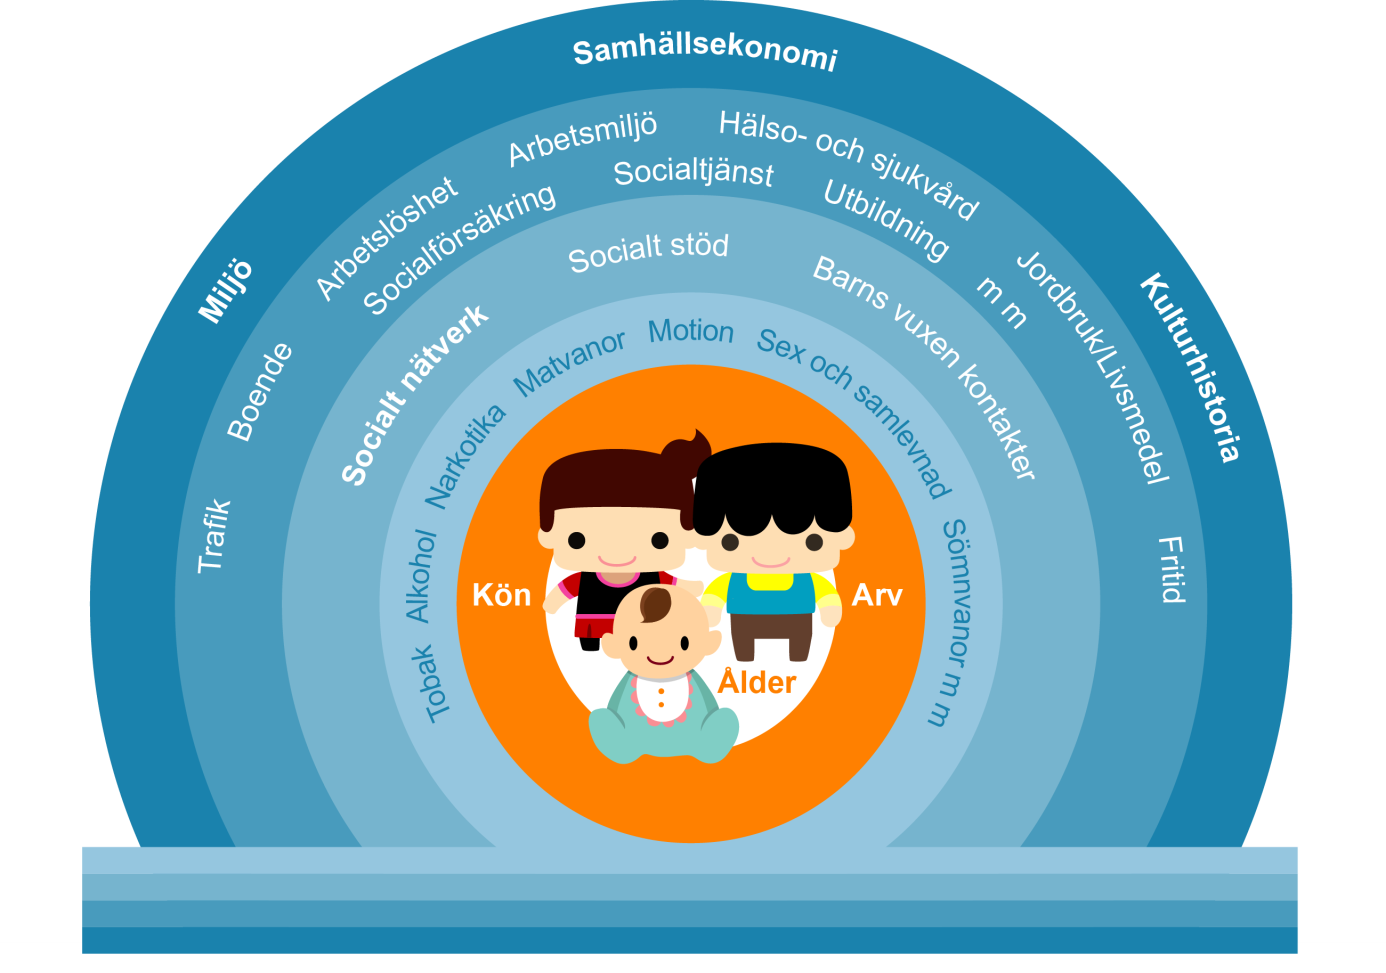 Samhällsekonomi
Miljö
Kulturhistoria
Trafik
Boende
Arbetslöshet
Arbetsmiljö
Hälso- och sjukvård
Jordbruk/Livsmedel
Fritid
Socialförsäkring
Socialtjänst
Utbildning
m m
Socialt nätverk
Socialt stöd
Barns vuxen kontakter
Tobak
Alkohol
Narkotika
Matvanor
Motion
Sex och samlevnad
Sömnvanor m m
Kön
Arv
Ålder